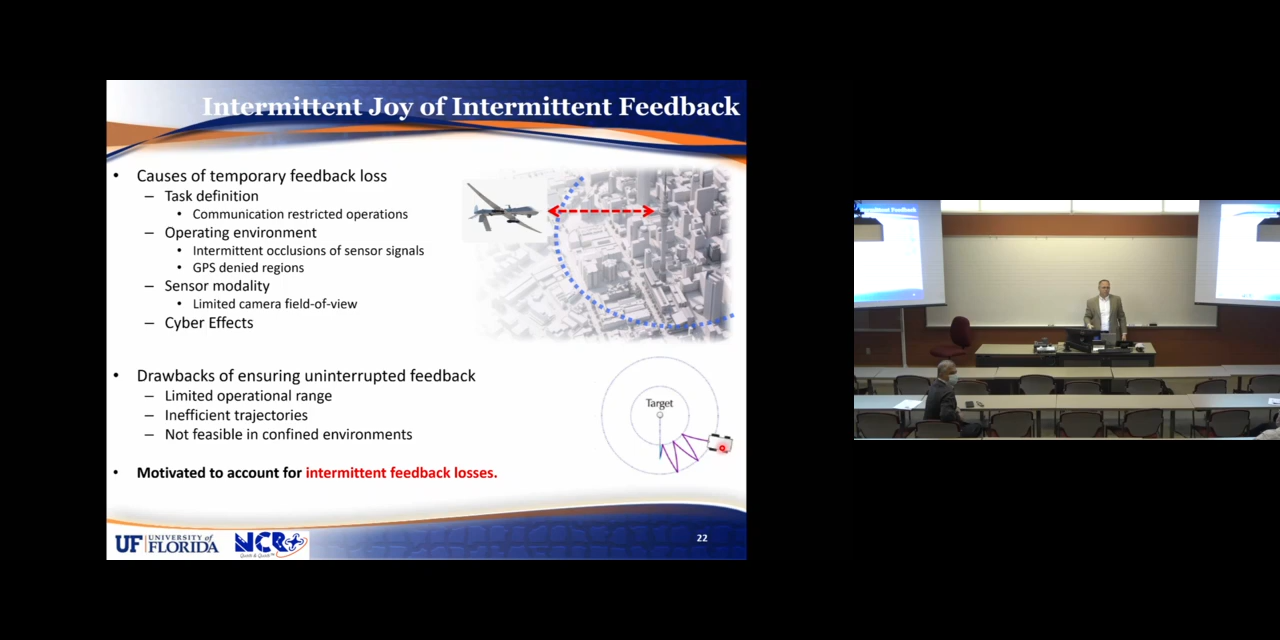 Intermittent Joy of Intermittent Feedback
• Causes of temporary feedback loss
– Task definition
• Communication restricted operations
– Operating environment
• Intermittent occlusions of sensor signals
• GPS denied regions
– Sensor modality
• Limited camera field-of-view
– Cyber Effects
• Drawbacks of ensuring uninterrupted feedback
– Limited operational range
– Inefficient trajectories
– Not feasible in confined environments
• Motivated to account for intermittent feedback losses.
Target
UF UNIVERSITY of FLORIDA
NCR
22